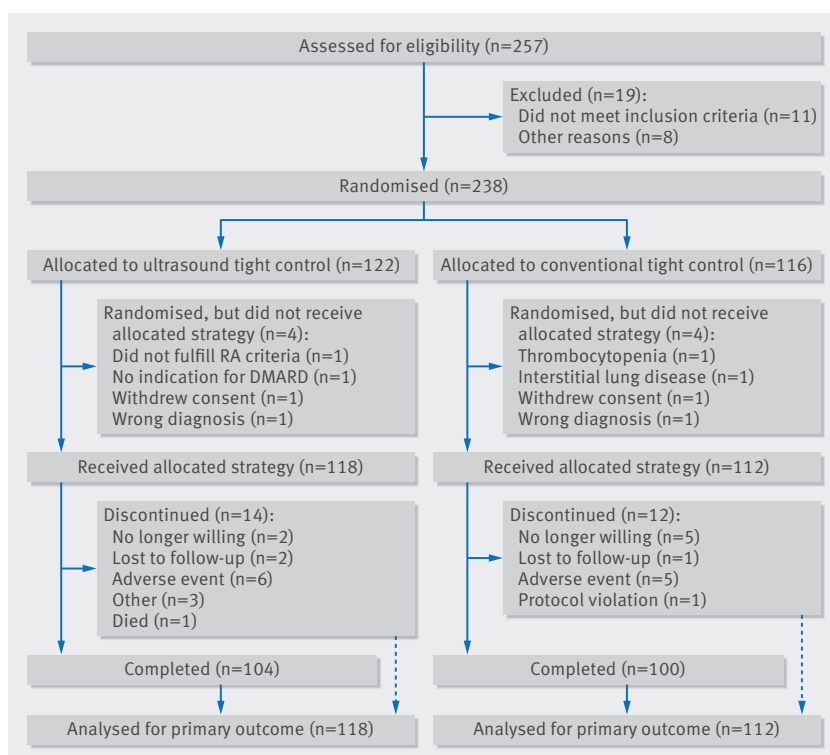 Assessed for eligibility (n=257)
Excluded (n=19):
Did not meet inclusion criteria (n=11)
Other reasons (n=8)
Randomised (n=238)
Allocated to ultrasound tight control (n=122)
Allocated to conventional tight control (n=116)
Randomised, but did not receive
allocated strategy (n=4):
Did not fulfill RA criteria (n=1)
No indication for DMARD (n=1)
Withdrew consent (n=1)
Wrong diagnosis (n=1)
Randomised, but did not receive
allocated strategy (n=4):
Thrombocytopenia (n=1)
Interstitial lung disease (n=1)
Withdrew consent (n=1)
Wrong diagnosis (n=1)
Received allocated strategy (n=118)
Received allocated strategy (n=112)
Discontinued (n=14):
No longer willing (n=2)
Lost to follow-up (n=2)
Adverse event (n=6)
Other (n=3)
Died (n=1)
Discontinued (n=12):
No longer willing (n=5)
Lost to follow-up (n=1)
Adverse event (n=5)
Protocol violation (n=1)
Completed (n=104)
Completed (n=100)
Analysed for primary outcome (n=118)
Analysed for primary outcome (n=112)